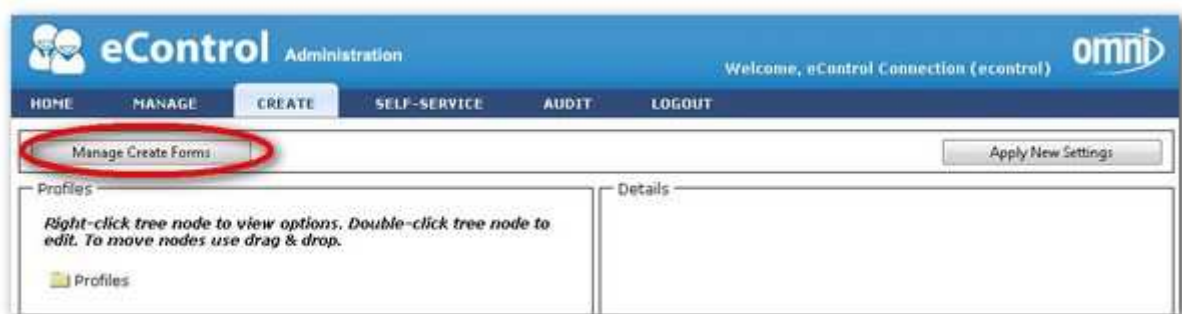 eControl Administration
omni
Welcome, eControl Connection (econtrol)
HOME MANAGE CREATE SELF-SERVICE AUDIT LOGOUT
Manage Create Forms
Apply New Settings
Profiles
Right-click tree node to view options. Double-click tree node to
edit. To move nodes use drag & drop.
Profiles
Details